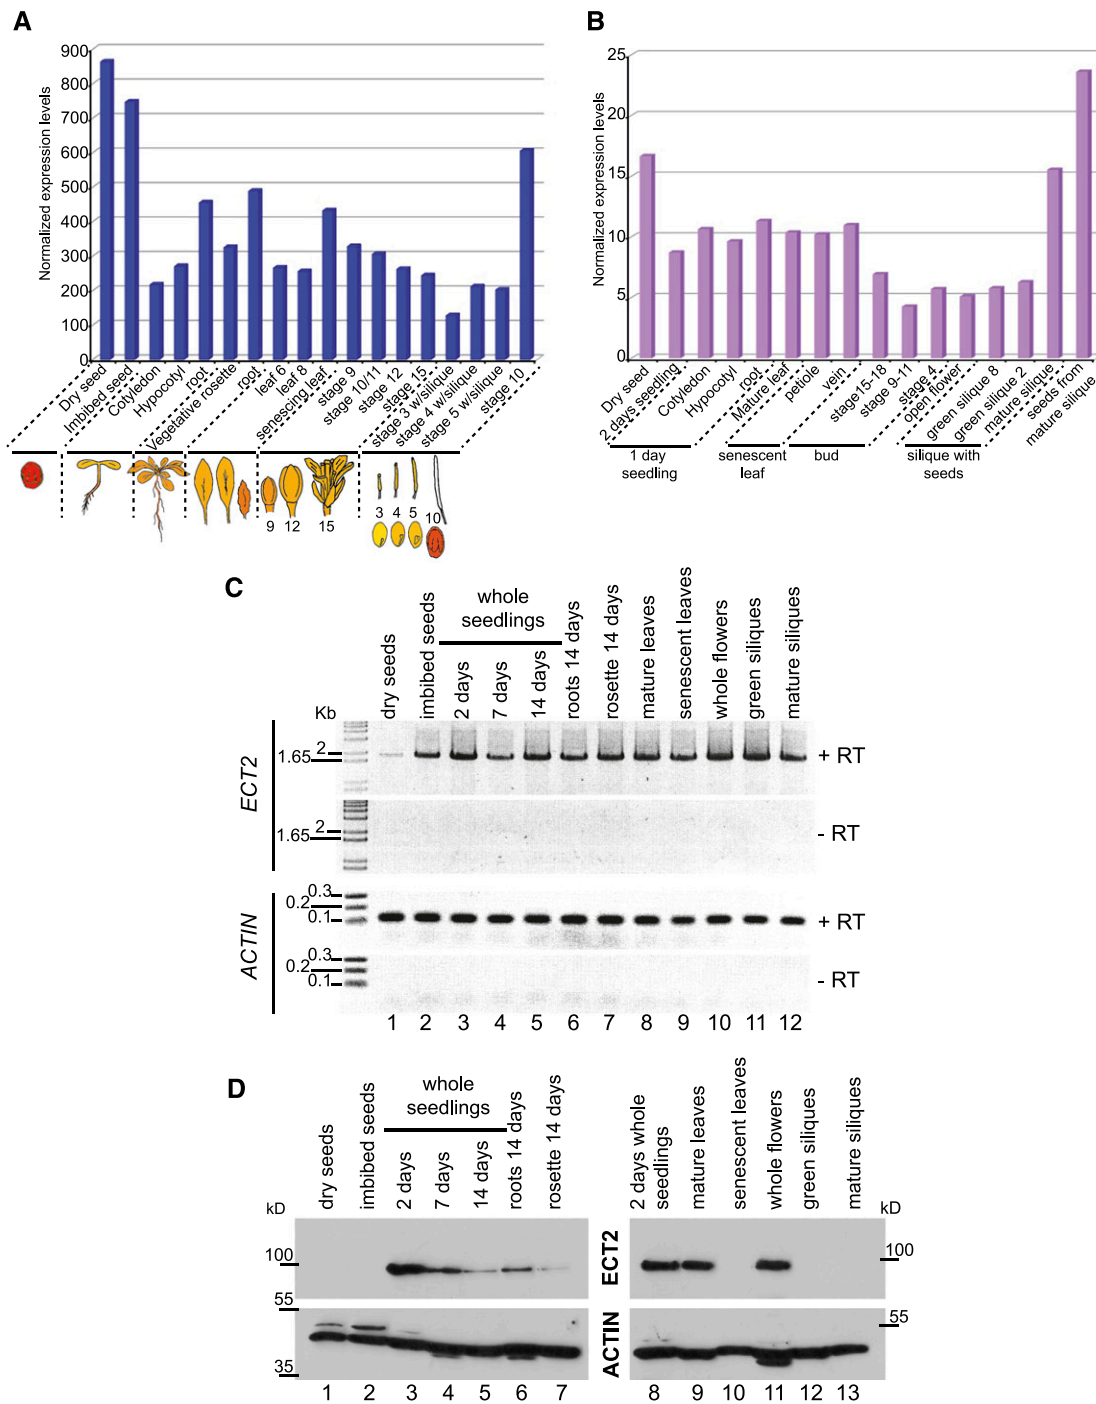 A
Normalized expression levels
900
800
700
600
500
400
300
200
100
0
Dry seed
Imbibed seed
Cotyledon
Hypocotyl
root
Vegetative rosette
root
leaf 6
leaf 8
senescing leaf
stage 9
stage 10/11
stage 12
stage 15
stage 3 w/silique
stage 4 w/silique
stage 5 w/silique
stage 10
9
12
15
3
4
5
10
B
Normalized expression levels
25
20
15
10
5
0
Dry seed
2 days seedling
Cotyledon
Hypocotyl
root
Mature leaf
petiole
vein
stage15-18
stage 9-11
stage 4
open flower
green silique 8
green silique 2
mature silique
seeds from
mature silique
1 day
seedling
senescent
leaf
bud
silique with
seeds
C
whole
seedlings
dry seeds
imbibed seeds
2 days
7 days
14 days
roots 14 days
rosette 14 days
mature leaves
senescent leaves
whole flowers
green siliques
mature siliques
Kb
ECT2
2
1.65
+ RT
2
1.65
- RT
ACTIN
0.3
0.2
0.1
+ RT
0.3
0.2
0.1
- RT
1 2 3 4 5 6 7 8 9 10 11 12
D
whole
seedlings
dry seeds
imbibed seeds
2 days
7 days
14 days
roots 14 days
rosette 14 days
2 days whole
seedlings
mature leaves
senescent leaves
whole flowers
green siliques
mature siliques
kD
kD
100
ECT2
100
55
ACTIN
55
35
1 2 3 4 5 6 7
8 9 10 11 12 13